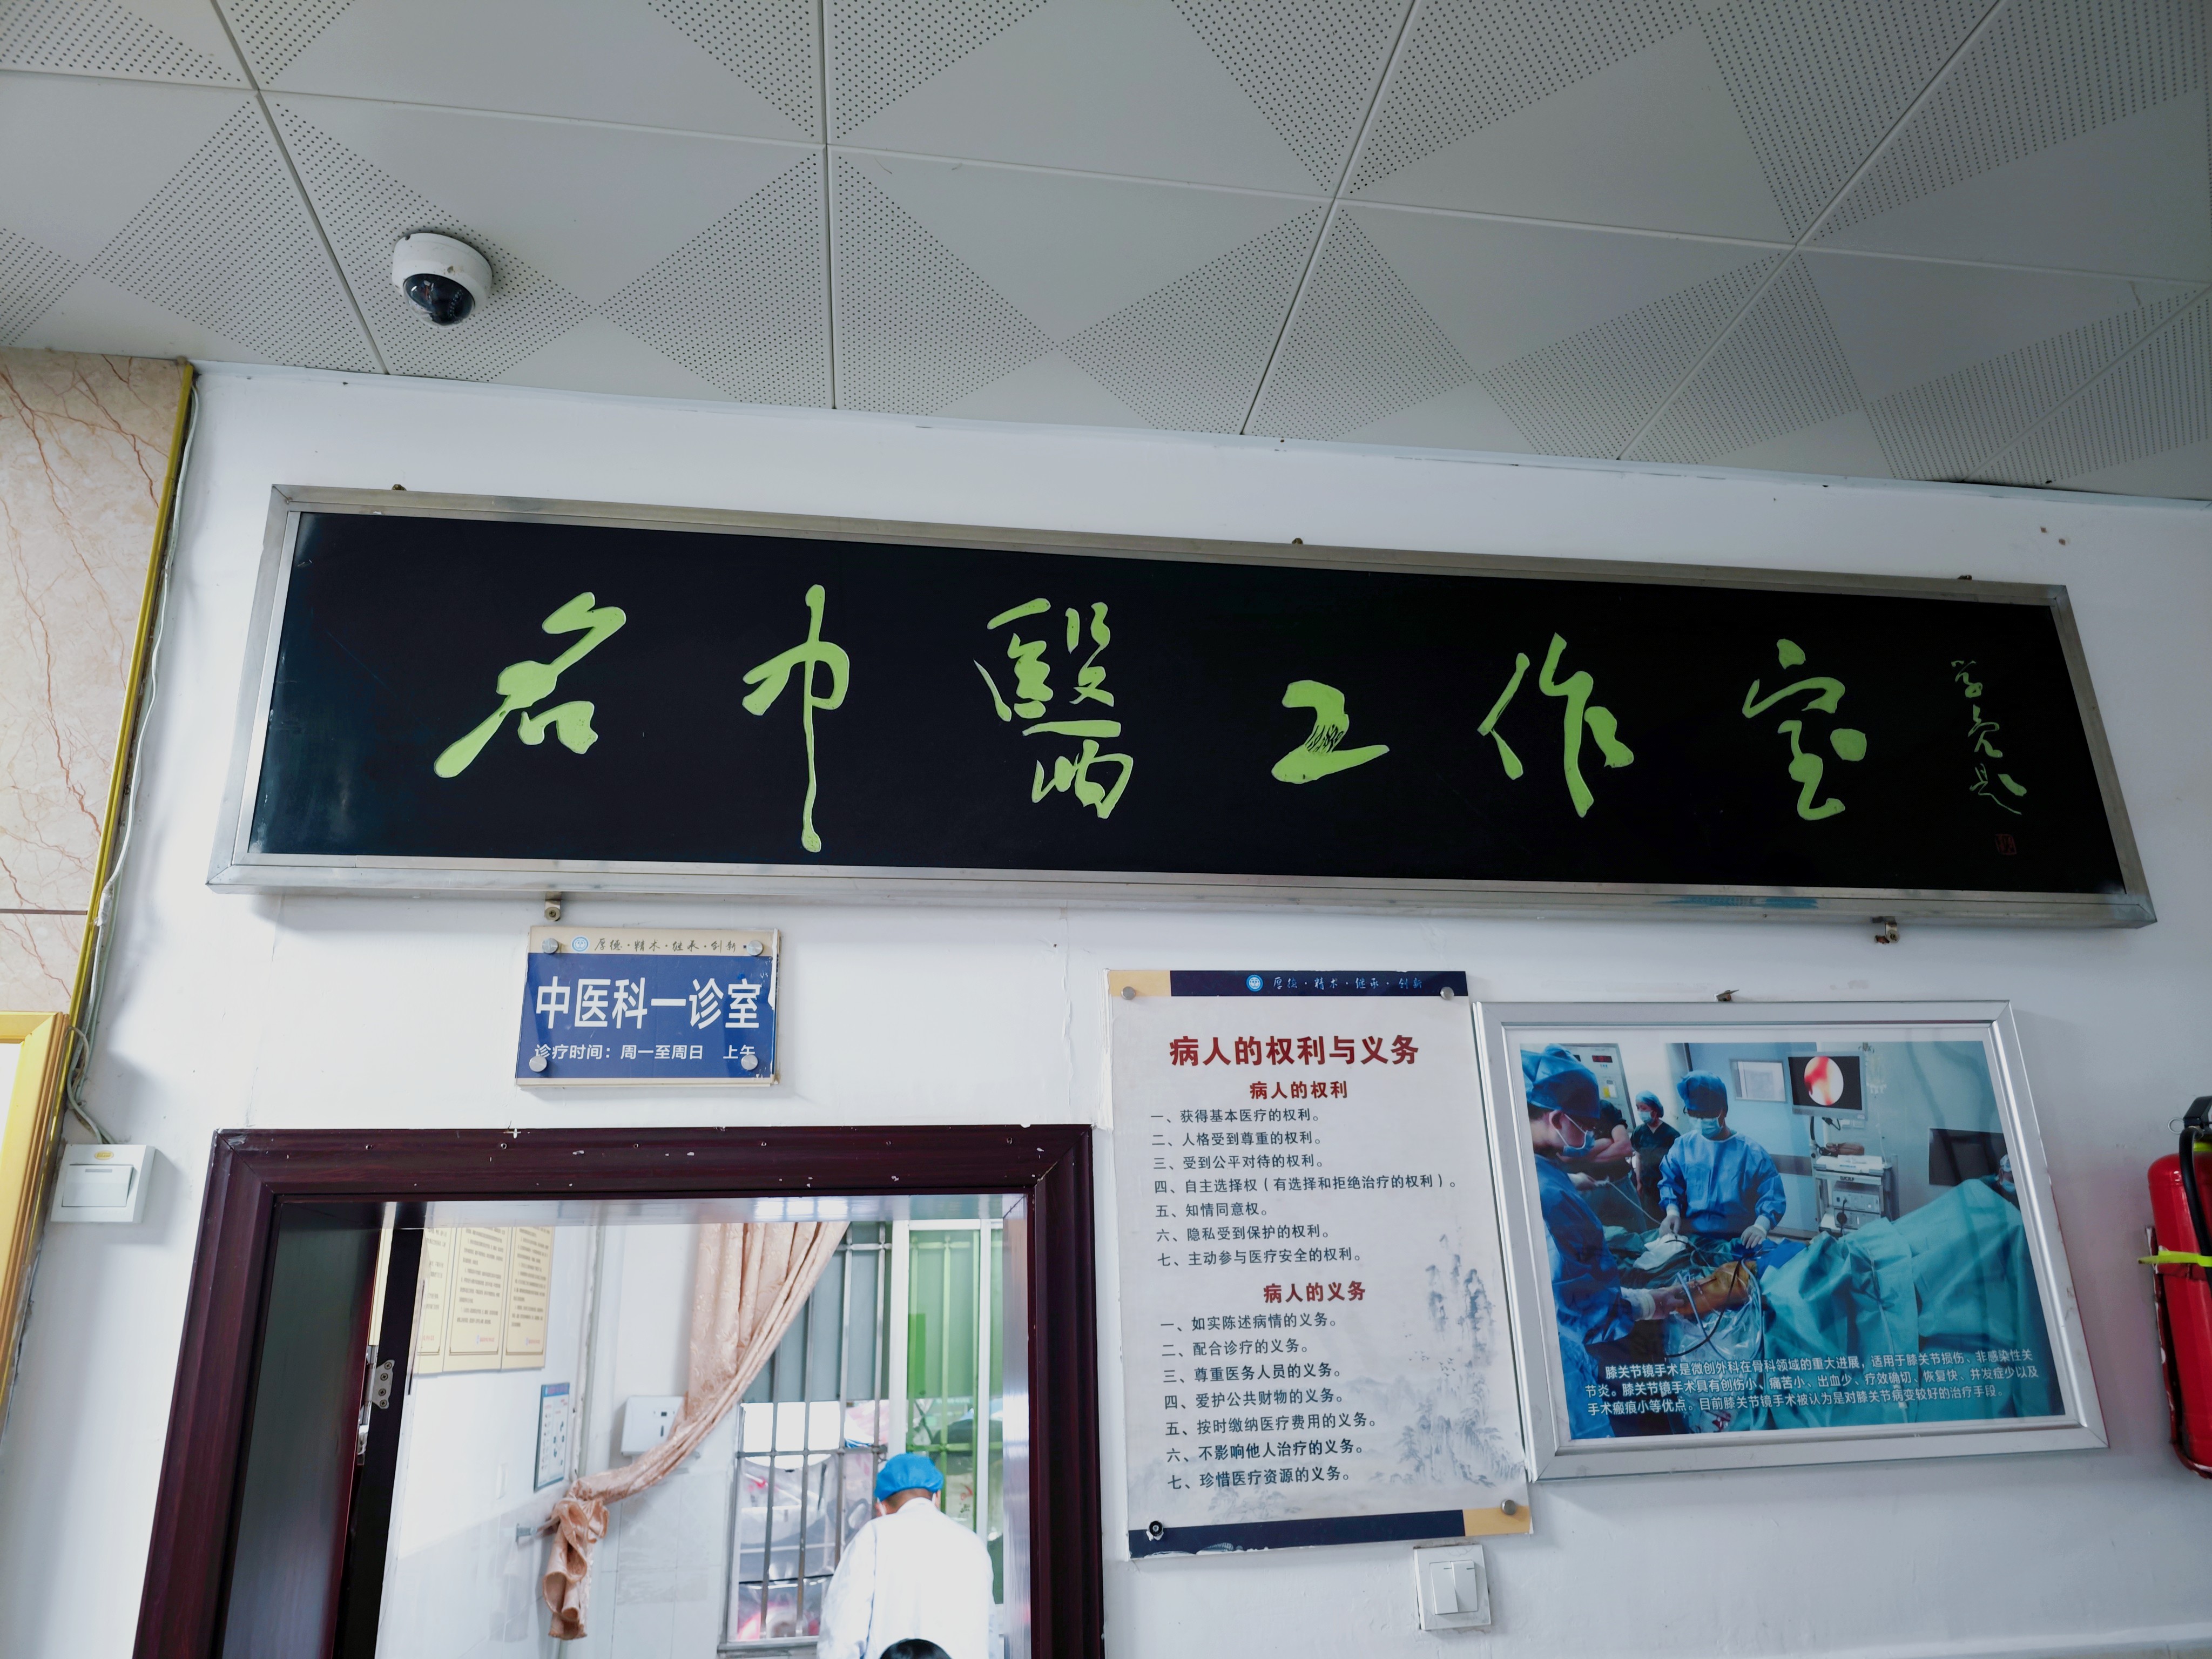 名中醫工作室
学亮题
厚德·精术·继承·创新
中医科一诊室
诊疗时间：周一至周日　上午
厚德·精术·继承·创新
病人的权利与义务
病人的权利
一、获得基本医疗的权利。
二、人格受到尊重的权利。
三、受到公平对待的权利。
四、自主选择权（有选择和拒绝治疗的权利）。
五、知情同意权。
六、隐私受到保护的权利。
七、主动参与医疗安全的权利。
病人的义务
一、如实陈述病情的义务。
二、配合诊疗的义务。
三、尊重医务人员的义务。
四、爱护公共财物的义务。
五、按时缴纳医疗费用的义务。
六、不影响他人治疗的义务。
七、珍惜医疗资源的义务。
膝关节镜手术是微创外科在骨科领域的重大进展，适用于膝关节损伤、非感染性关
节炎。膝关节镜手术具有创伤小、痛苦小、出血少、疗效确切、恢复快、并发症少以及
手术瘢痕小等优点。目前膝关节镜手术被认为是对膝关节病变较好的治疗手段。